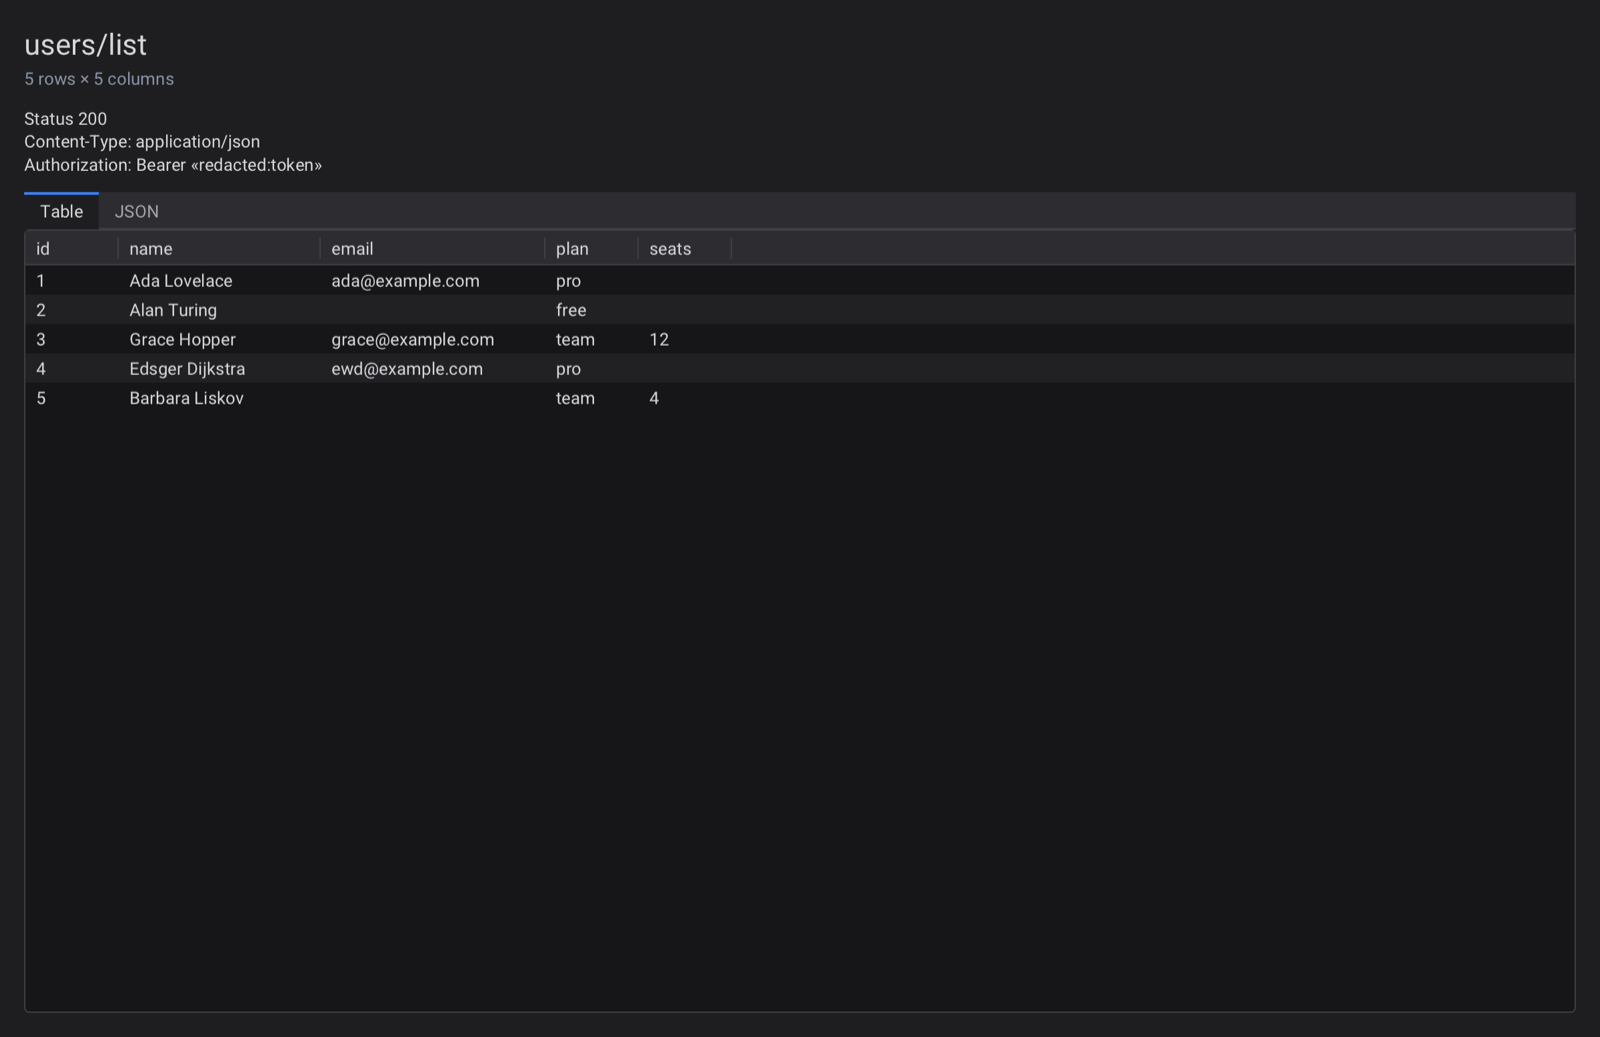 users/list
5 rows × 5 columns
Status 200
Content-Type: application/json
Authorization: Bearer «redacted:token»
Table JSON
id name email plan seats
1 Ada Lovelace ada@example.com pro
2 Alan Turing free
3 Grace Hopper grace@example.com team 12
4 Edsger Dijkstra ewd@example.com pro
5 Barbara Liskov team 4